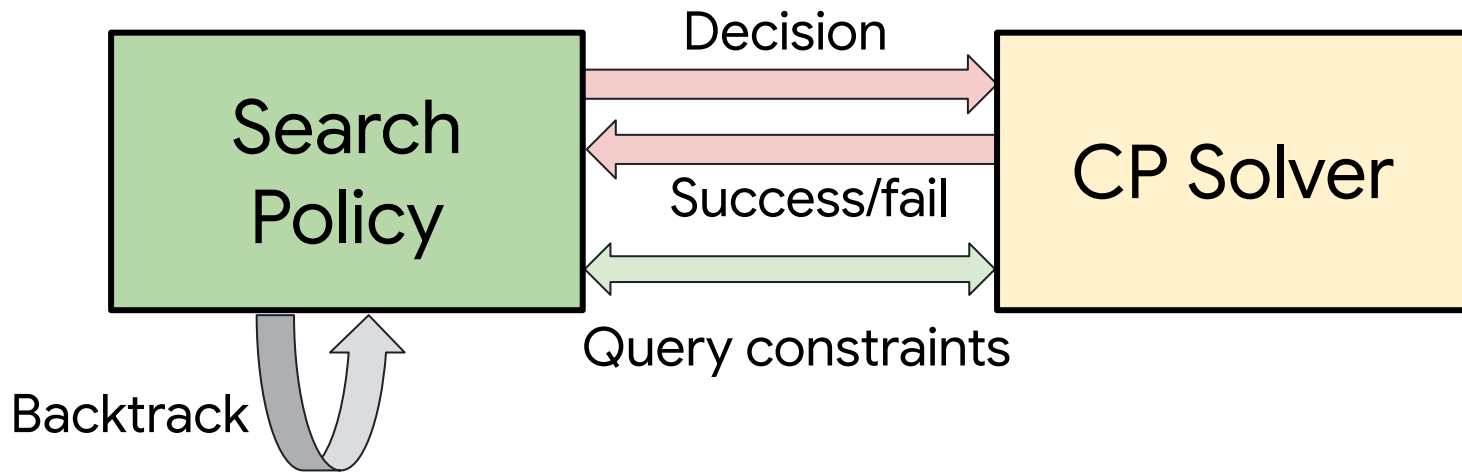 Decision
Search
Policy
CP Solver
Success/fail
Query constraints
Backtrack